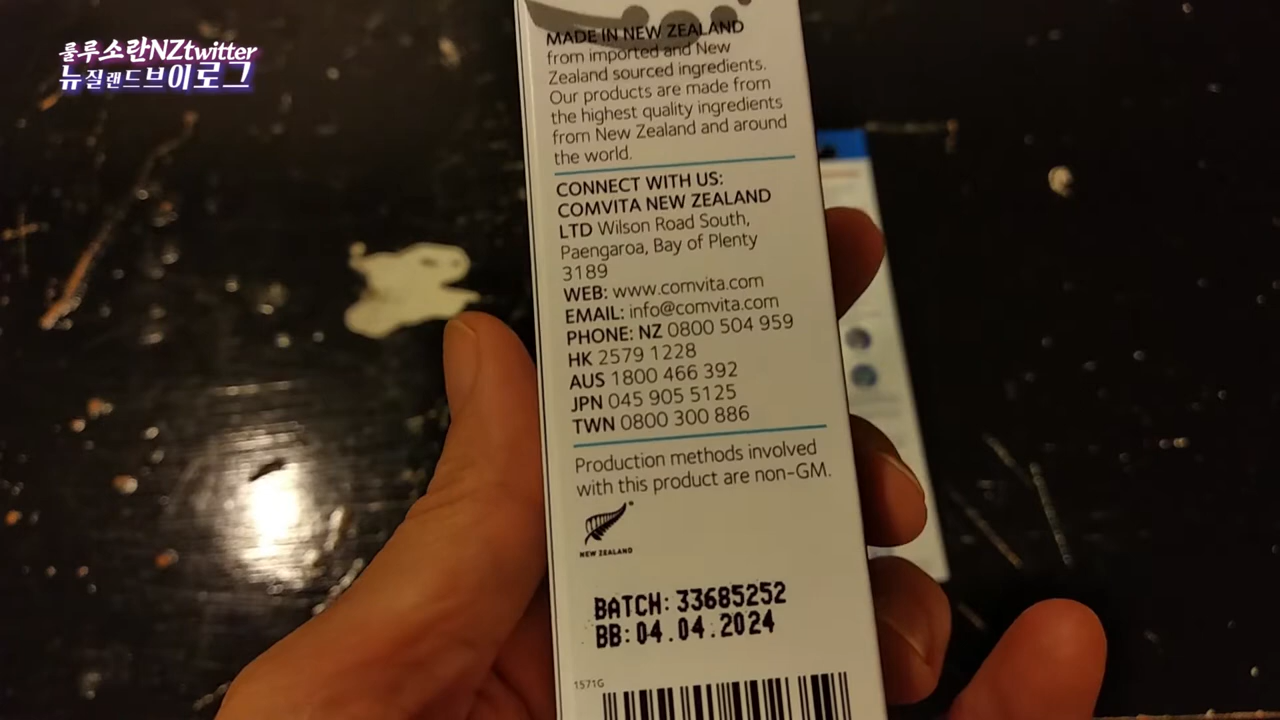 룰루소란NZtwitter
뉴질랜드브이로그
MADE IN NEW ZEALAND
from imported and New
Zealand sourced ingredients.
Our products are made from
the highest quality ingredients
from New Zealand and around
the world.
CONNECT WITH US:
COMVITA NEW ZEALAND
LTD Wilson Road South,
Paengaroa, Bay of Plenty
3189
WEB: www.comvita.com
EMAIL: info@comvita.com
PHONE: NZ 0800 504 959
HK 2579 1228
AUS 1800 466 392
JPN 045 905 5125
TWN 0800 300 886
Production methods involved
with this product are non-GM.
NEW ZEALAND
BATCH: 33685252
BB:04.04.2024
1571G